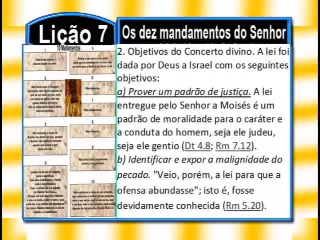 Lição 7
Os dez mandamentos do Senhor
10 Mandamentos
2. Objetivos do Concerto divino. A lei foi
dada por Deus a Israel com os seguintes
objetivos:
a) Prover um padrão de justiça. A lei
entregue pelo Senhor a Moisés é um
padrão de moralidade para o caráter e
a conduta do homem, seja ele judeu,
seja ele gentio (Dt 4.8; Rm 7.12).
b) Identificar e expor a malignidade do
pecado. "Veio, porém, a lei para que a
ofensa abundasse"; isto é, fosse
devidamente conhecida (Rm 5.20).